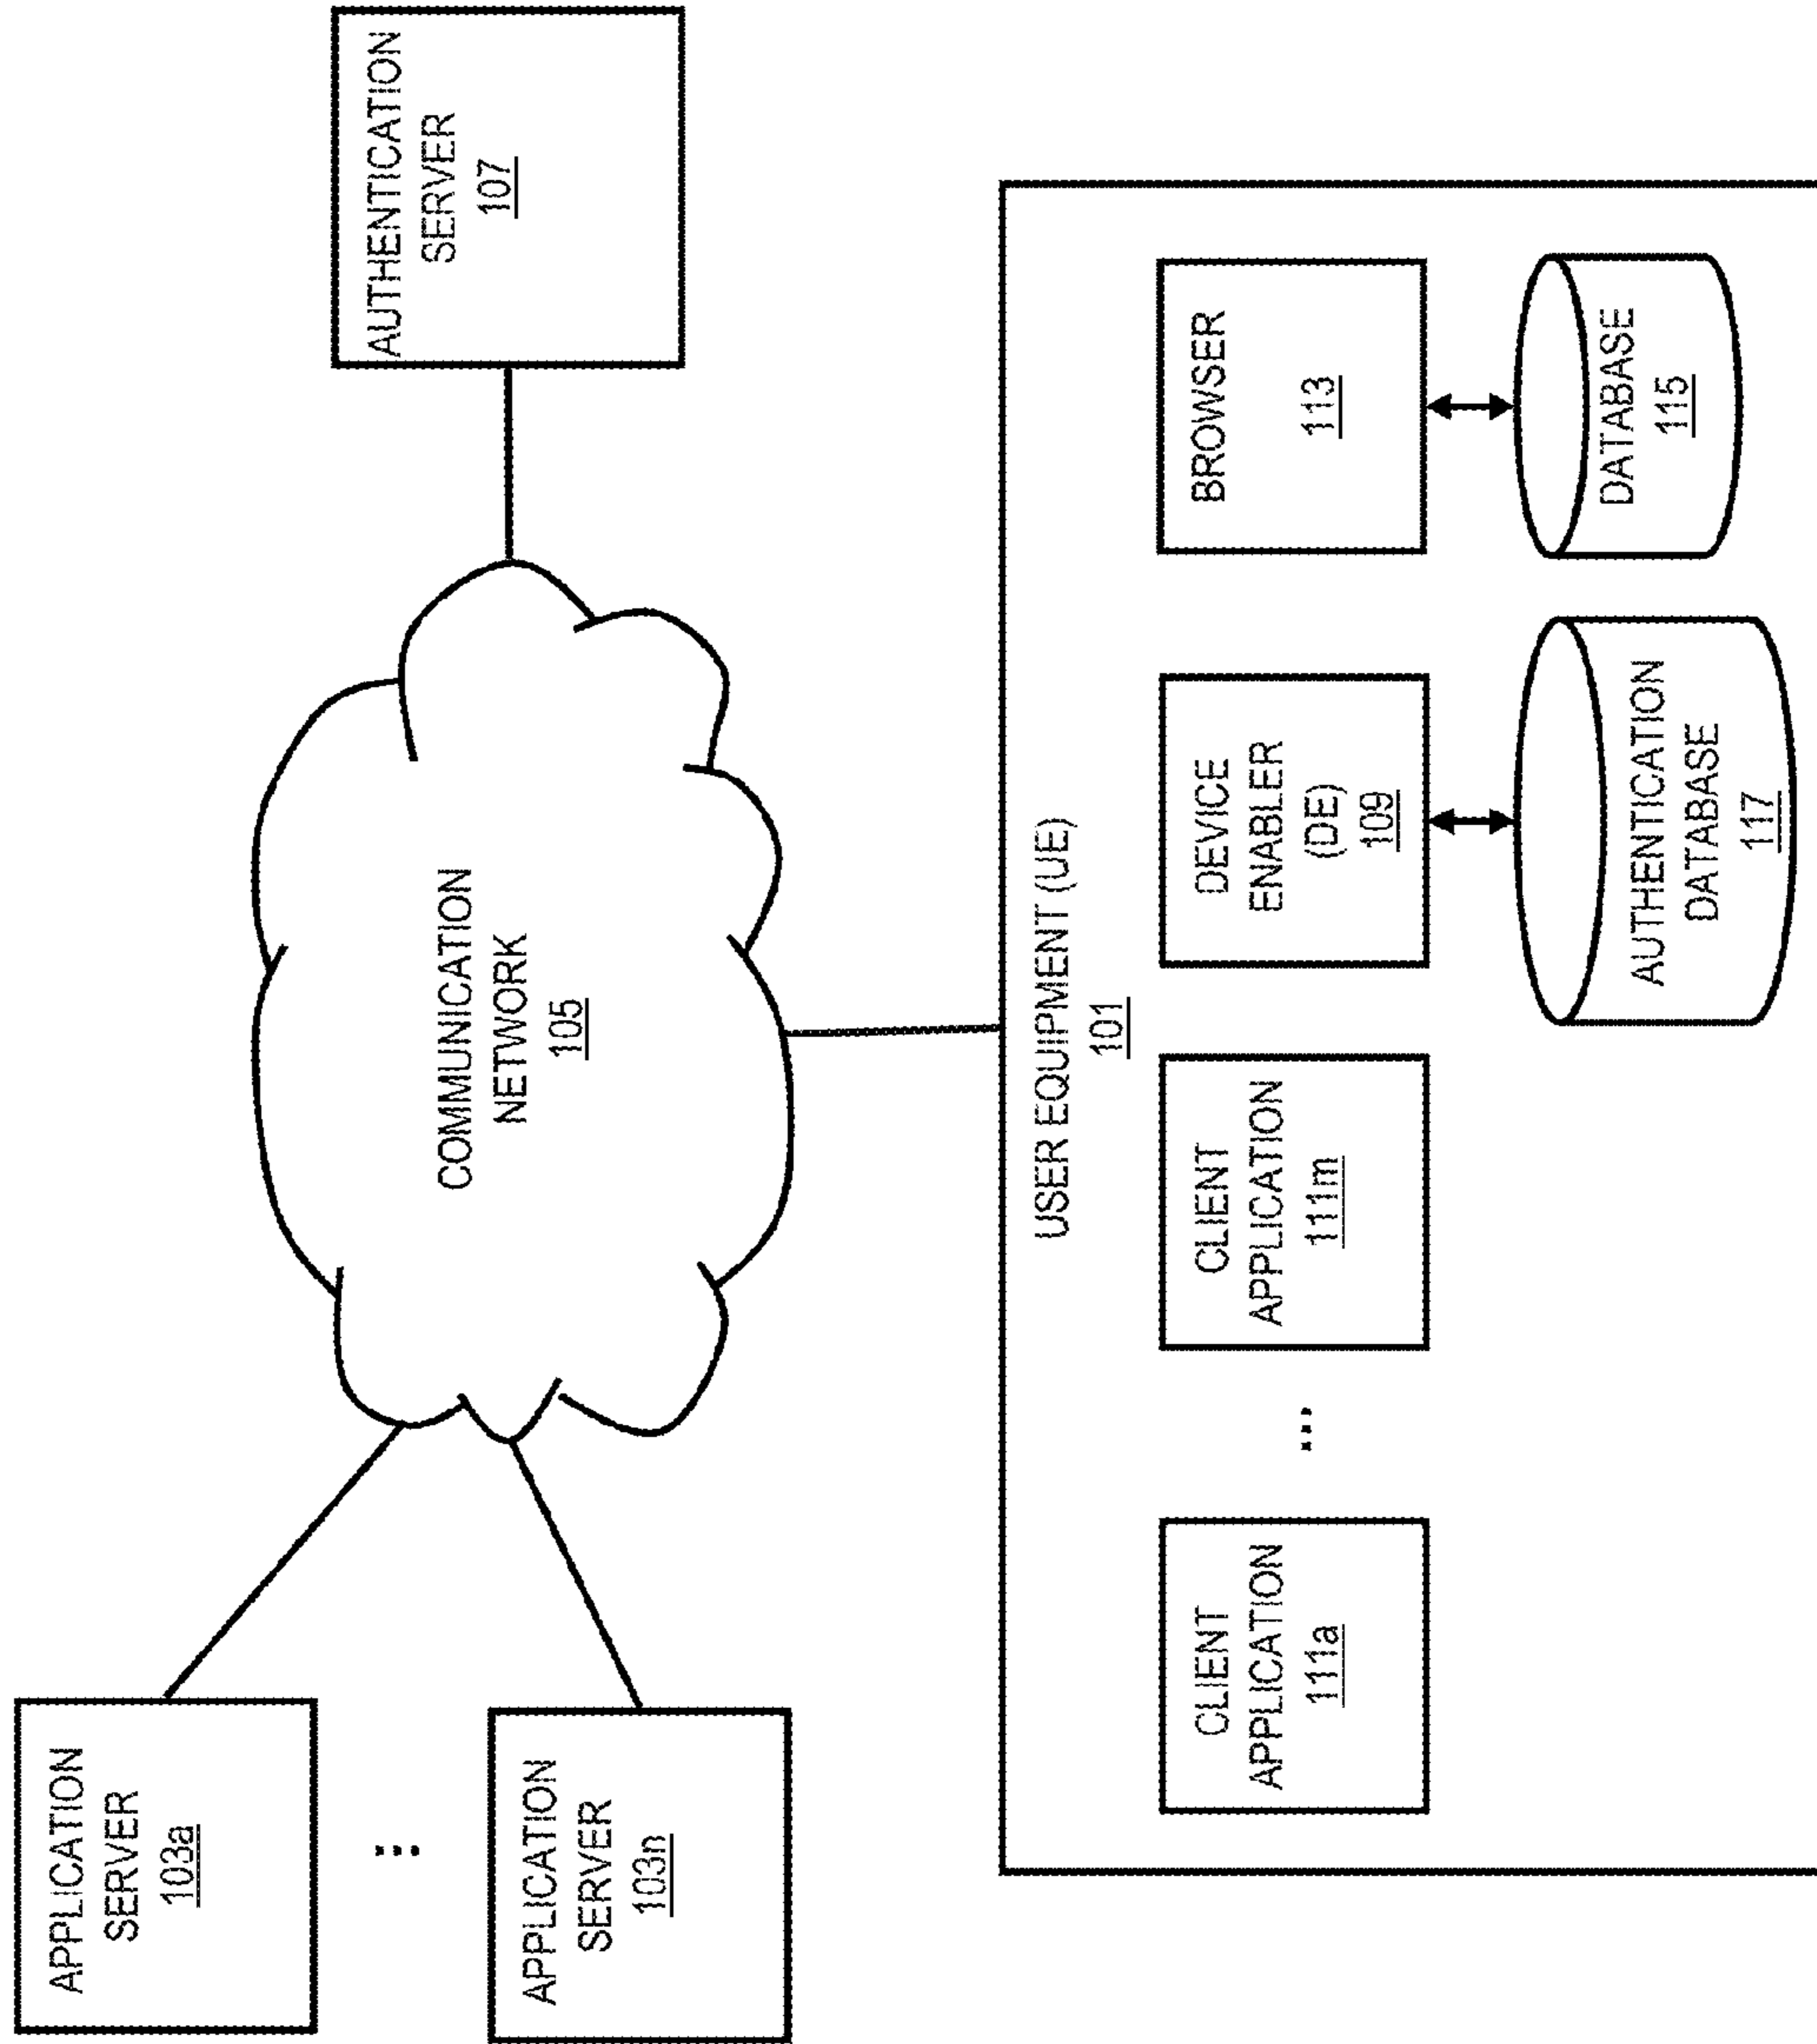 APPLICATION
SERVER
103a
...
APPLICATION
SERVER
103n
COMMUNICATION
NETWORK
105
AUTHENTICATION
SERVER
107
USER EQUIPMENT (UE)
101
CLIENT
APPLICATION
111a
...
CLIENT
APPLICATION
111m
DEVICE
ENABLER
(DE)
109
BROWSER
113
AUTHENTICATION
DATABASE
117
DATABASE
115